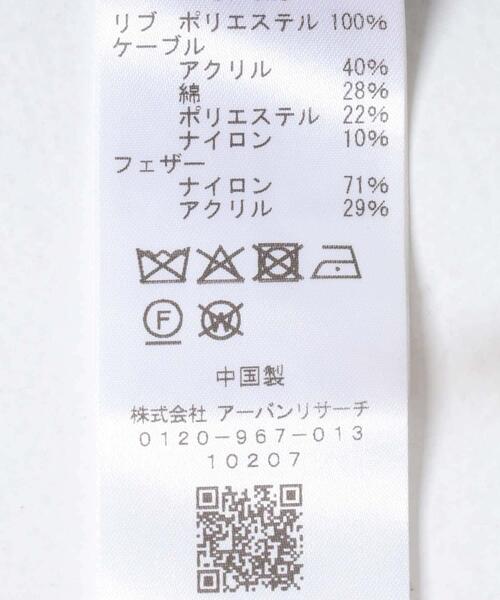 リブ ポリエステル 100%
ケーブル
アクリル 40%
綿 28%
ポリエステル 22%
ナイロン 10%
フェザー
ナイロン 71%
アクリル 29%
F
W
中国製
株式会社 アーバンリサーチ
0120-967-013
10207